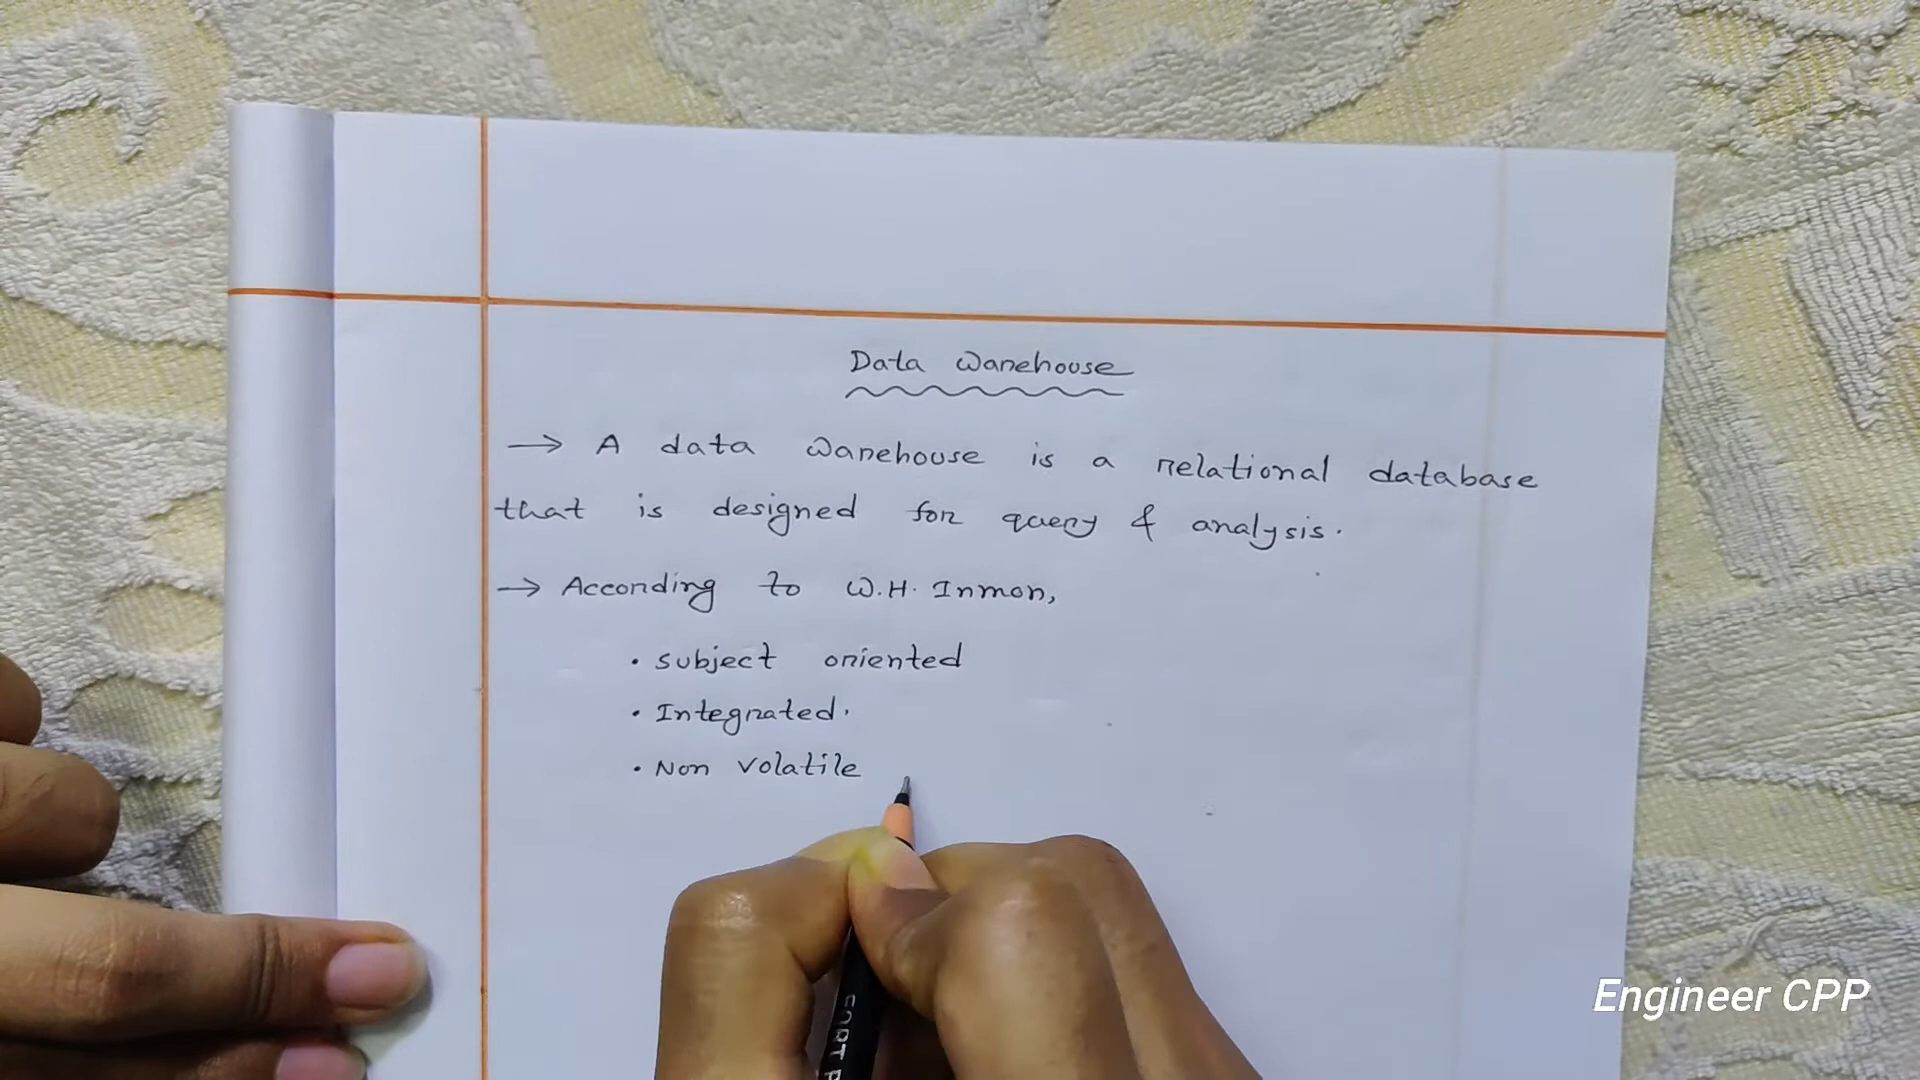 Data Warehouse
→ A data Warehouse is a relational database
that is designed for query & analysis.
→ According to W.H. Inmon,
• subject oriented
• Integrated.
• Non volatile
FORT P
Engineer CPP